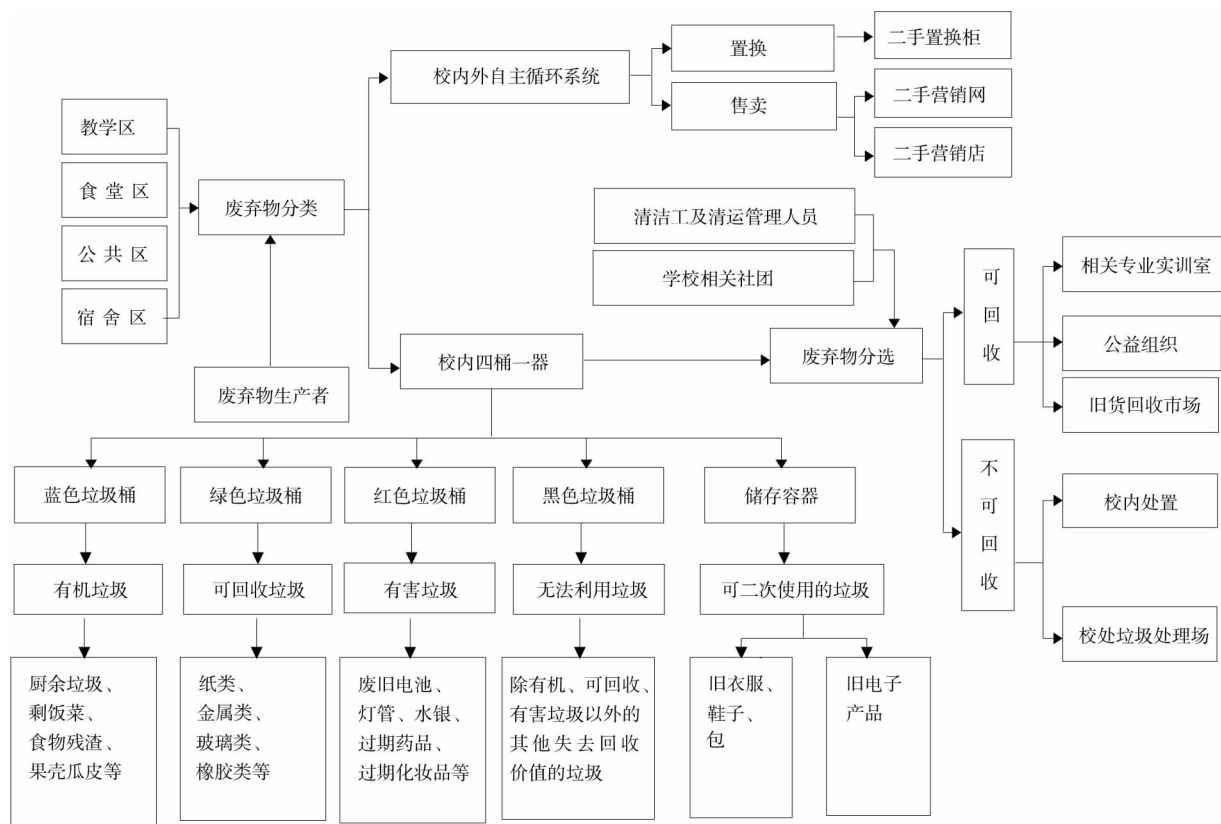 校内外自主循环系统
置换
二手置换柜
售卖
二手营销网
二手营销店
教学区
食堂区
公共区
宿舍区
废弃物分类
废弃物生产者
清洁工及清运管理人员
学校相关社团
校内四桶一器
废弃物分选
可
回
收
相关专业实训室
公益组织
旧货回收市场
不
可
回
收
校内处置
校处垃圾处理场
蓝色垃圾桶
绿色垃圾桶
红色垃圾桶
黑色垃圾桶
储存容器
有机垃圾
可回收垃圾
有害垃圾
无法利用垃圾
可二次使用的垃圾
厨余垃圾、
剩饭菜、
食物残渣、
果壳瓜皮等
纸类、
金属类、
玻璃类、
橡胶类等
废旧电池、
灯管、水银、
过期药品、
过期化妆品等
除有机、可回收、
有害垃圾以外的
其他失去回收
价值的垃圾
旧衣服、
鞋子、
包
旧电子
产品